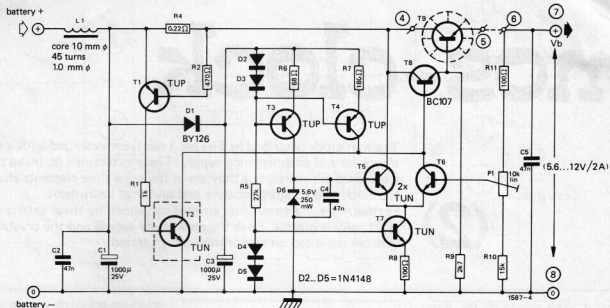 battery +
L1
core 10 mm ϕ
45 turns
1.0 mm ϕ
R4
0.22Ω
R2
470Ω
T1
TUP
D1
BY126
D2
D3
R6
68Ω
R7
18Ω
T3
TUP
T4
TUP
4
T9
5
6
7
Vb
T8
BC107
100Ω
R1
1k
T2
TUN
R5
27k
D6
5,6V
250
mW
C4
47n
T5
2x
TUN
T6
P1
10k
lin
C5
47n
(5.6...12V/2A)
C2
47n
C1
1000µ
25V
C3
1000µ
25V
D4
D5
T7
TUN
R8
100Ω
R9
2k
R10
15k
D2...D5=1N4148
1587-4
8
0
0
battery –